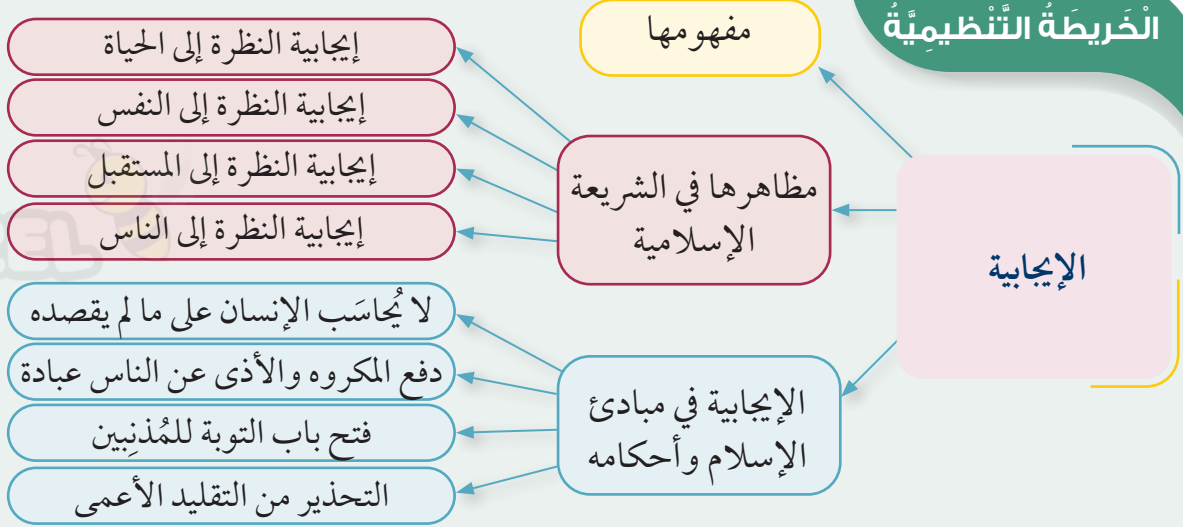 الْخَريطَةُ التَّنْظيمِيَّةُ
الإيجابية
مفهومها
مظاهرها في الشريعة
الإسلامية
إيجابية النظرة إلى الحياة
إيجابية النظرة إلى النفس
إيجابية النظرة إلى المستقبل
إيجابية النظرة إلى الناس
الإيجابية في مبادئ
الإسلام وأحكامه
لا يُحاسَب الإنسان على ما لم يقصده
دفع المكروه والأذى عن الناس عبادة
فتح باب التوبة للمُذنِبين
التحذير من التقليد الأعمى